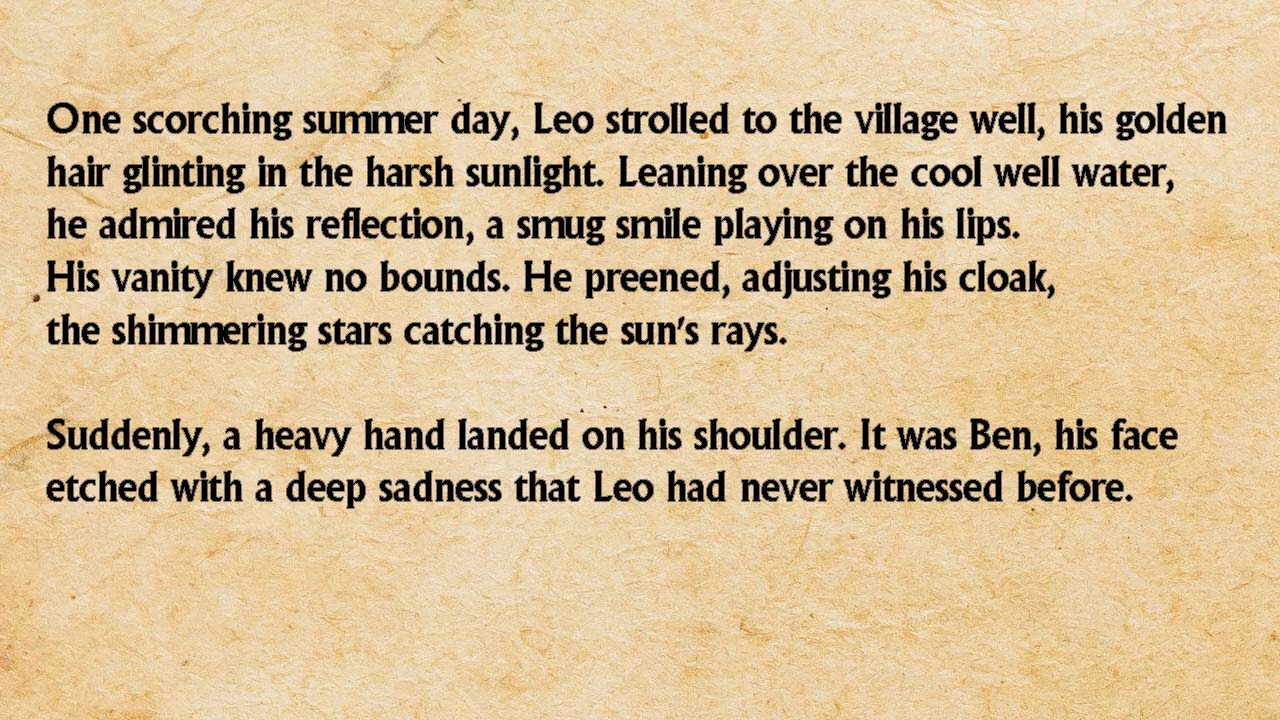 One scorching summer day, Leo strolled to the village well, his golden
hair glinting in the harsh sunlight. Leaning over the cool well water,
he admired his reflection, a smug smile playing on his lips.
His vanity knew no bounds. He preened, adjusting his cloak,
the shimmering stars catching the sun's rays.
Suddenly, a heavy hand landed on his shoulder. It was Ben, his face
etched with a deep sadness that Leo had never witnessed before.